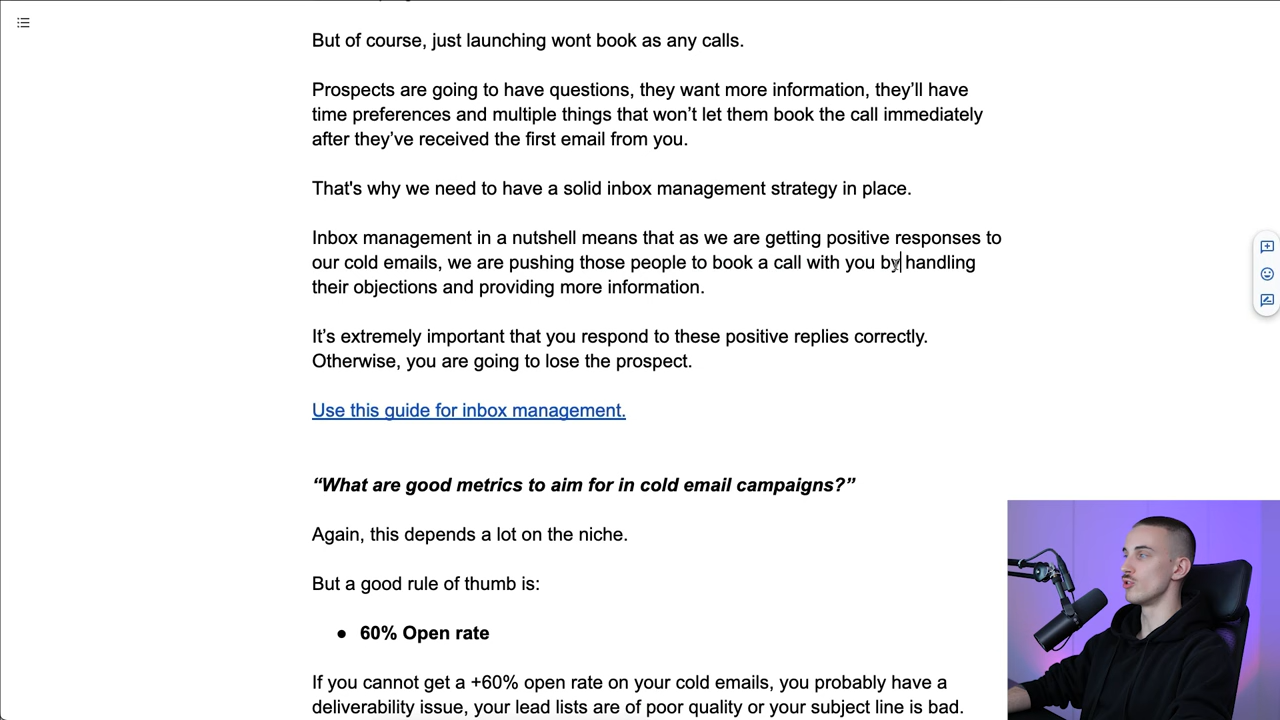 But of course, just launching wont book as any calls.
Prospects are going to have questions, they want more information, they’ll have
time preferences and multiple things that won’t let them book the call immediately
after they’ve received the first email from you.
That's why we need to have a solid inbox management strategy in place.
Inbox management in a nutshell means that as we are getting positive responses to
our cold emails, we are pushing those people to book a call with you by handling
their objections and providing more information.
It’s extremely important that you respond to these positive replies correctly.
Otherwise, you are going to lose the prospect.
Use this guide for inbox management.
“What are good metrics to aim for in cold email campaigns?”
Again, this depends a lot on the niche.
But a good rule of thumb is:
● 60% Open rate
If you cannot get a +60% open rate on your cold emails, you probably have a
deliverability issue, your lead lists are of poor quality or your subject line is bad.